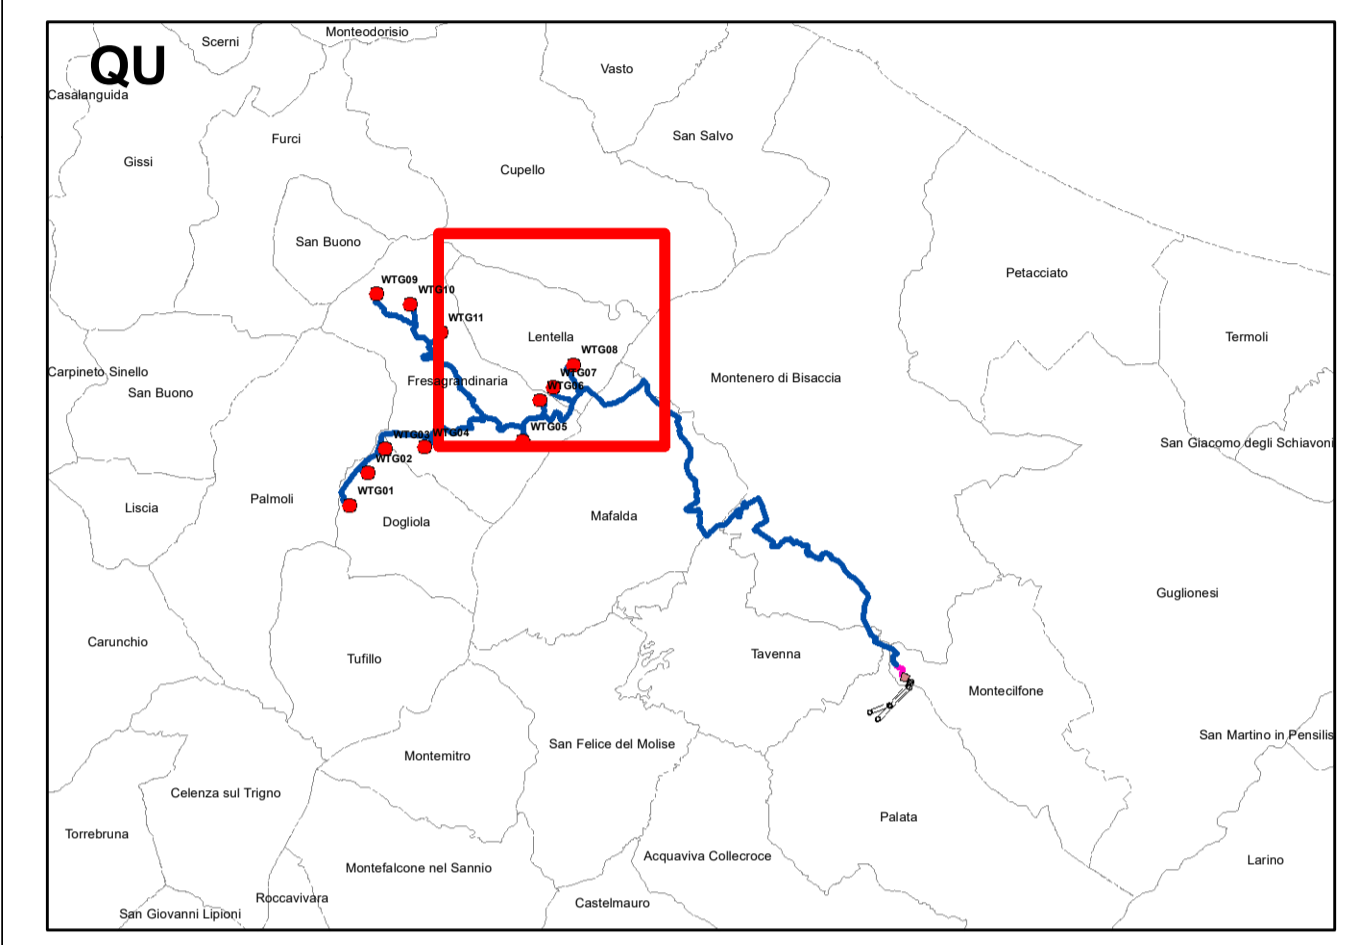 Monteodorisio
Scerni
QU
Vasto
Casalanguida
San Salvo
Furci
Gissi
Cupello
San Buono
Petacciato
WTG09
WTG10
WTG11
Lentella
Termoli
WTG08
Carpineto Sinello
WTG07
Montenero di Bisaccia
Fresagrandinaria
WTG06
San Buono
WTG05
WTG03
WTG04
San Giacomo degli Schiavoni
WTG02
WTG01
Palmoli
Liscia
Mafalda
Dogliola
Guglionesi
Carunchio
Tavenna
Tufillo
Montecilfone
San Martino in Pensilis
San Felice del Molise
Montemitro
Celenza sul Trigno
Palata
Torrebruna
Acquaviva Collecroce
Larino
Montefalcone nel Sannio
Roccavivara
Castelmauro
San Giovanni Lipioni